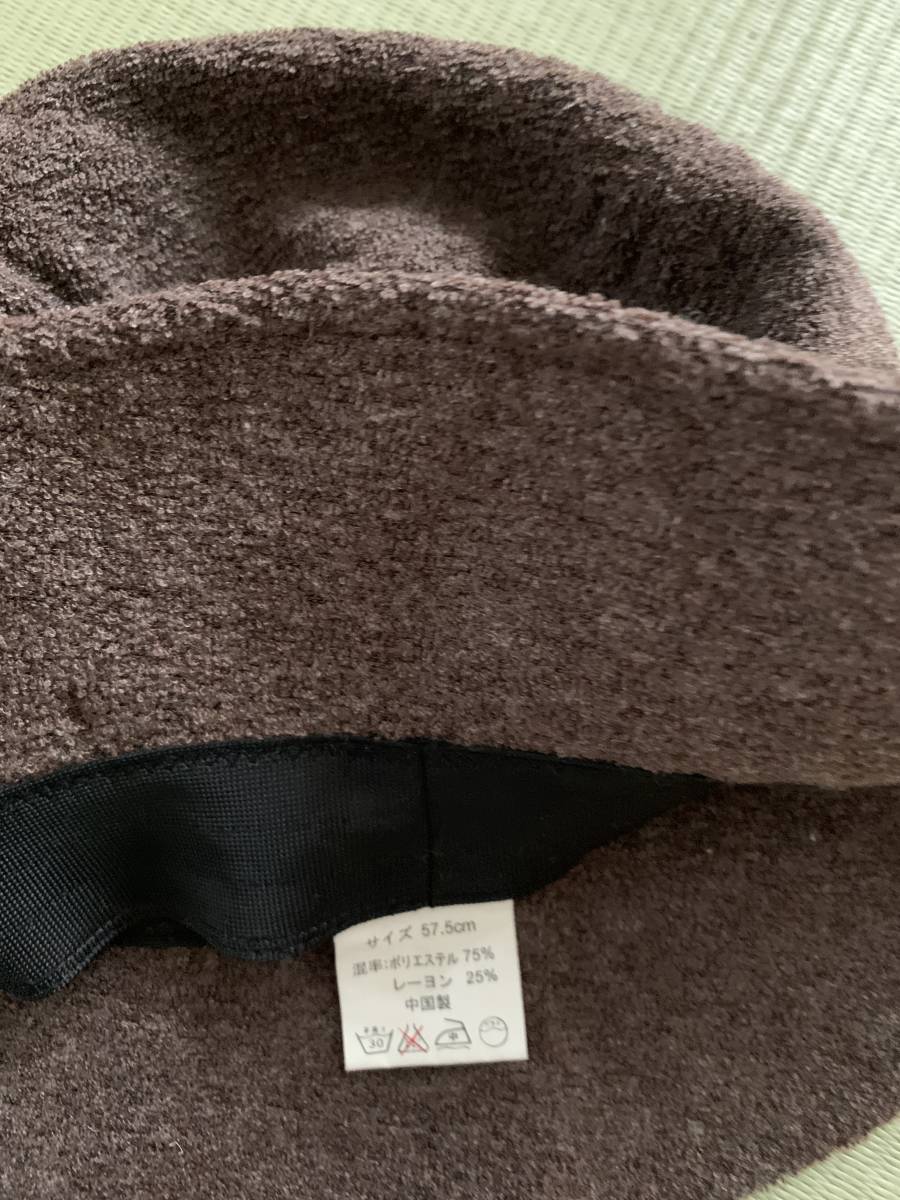 サイズ 57.5cm
混率:ポリエステル 75%
レーヨン 25%
中国製
30 中